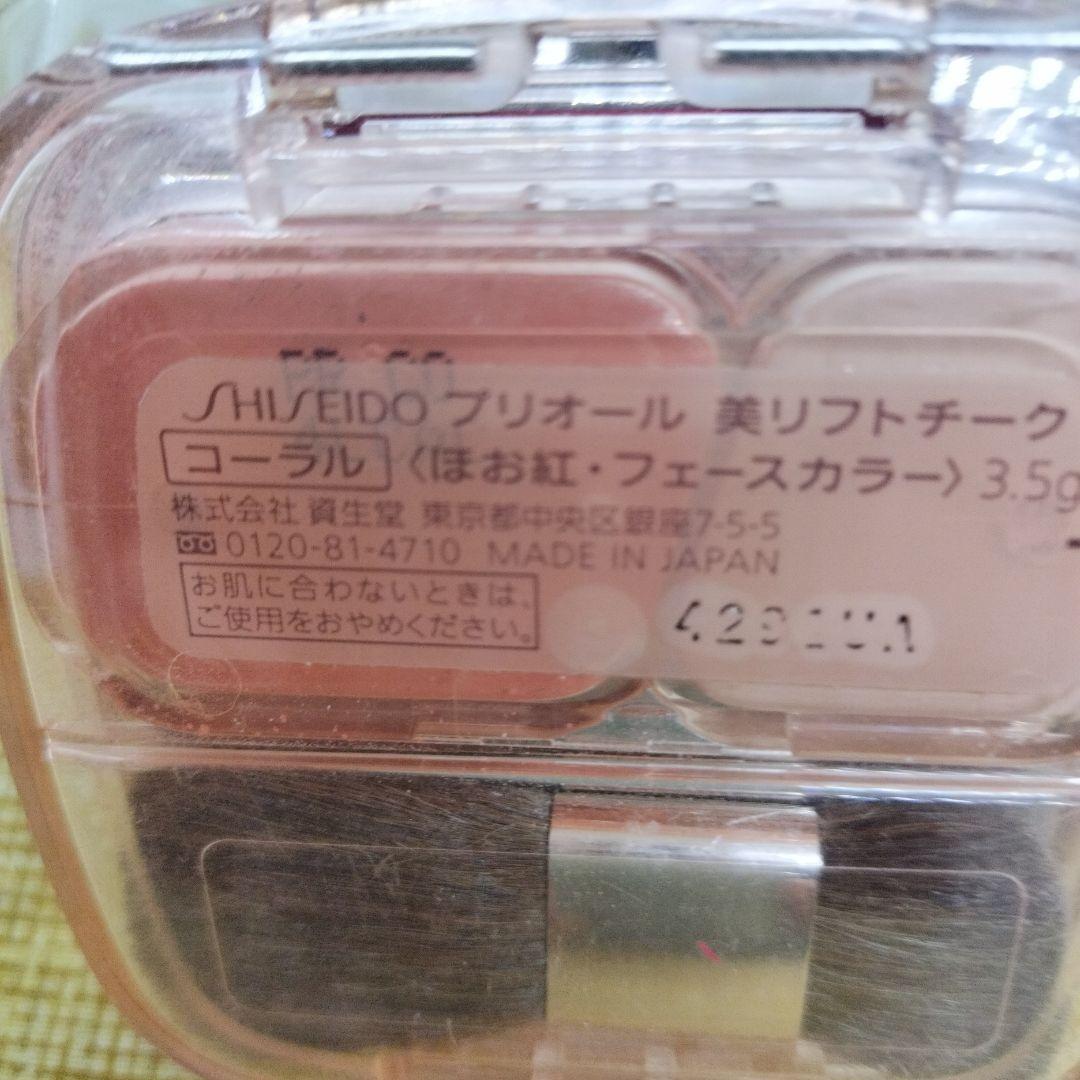 SHISEIDO プリオール 美リフトチーク
コーラル 〈ほお紅・フェースカラー〉 3.5g
株式会社 資生堂 東京都中央区銀座7-5-5
0120-81-4710 MADE IN JAPAN
お肌に合わないときは、
ご使用をおやめください。